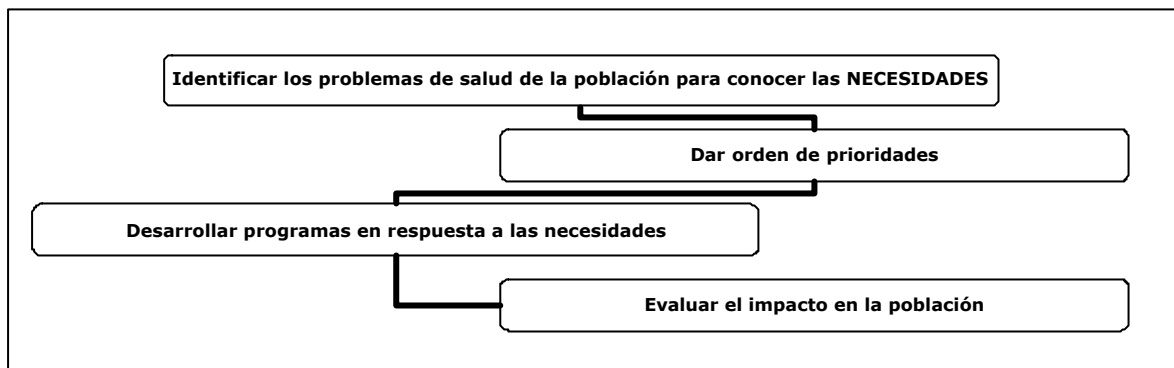 Identificar los problemas de salud de la población para conocer las NECESIDADES
Dar orden de prioridades
Desarrollar programas en respuesta a las necesidades
Evaluar el impacto en la población